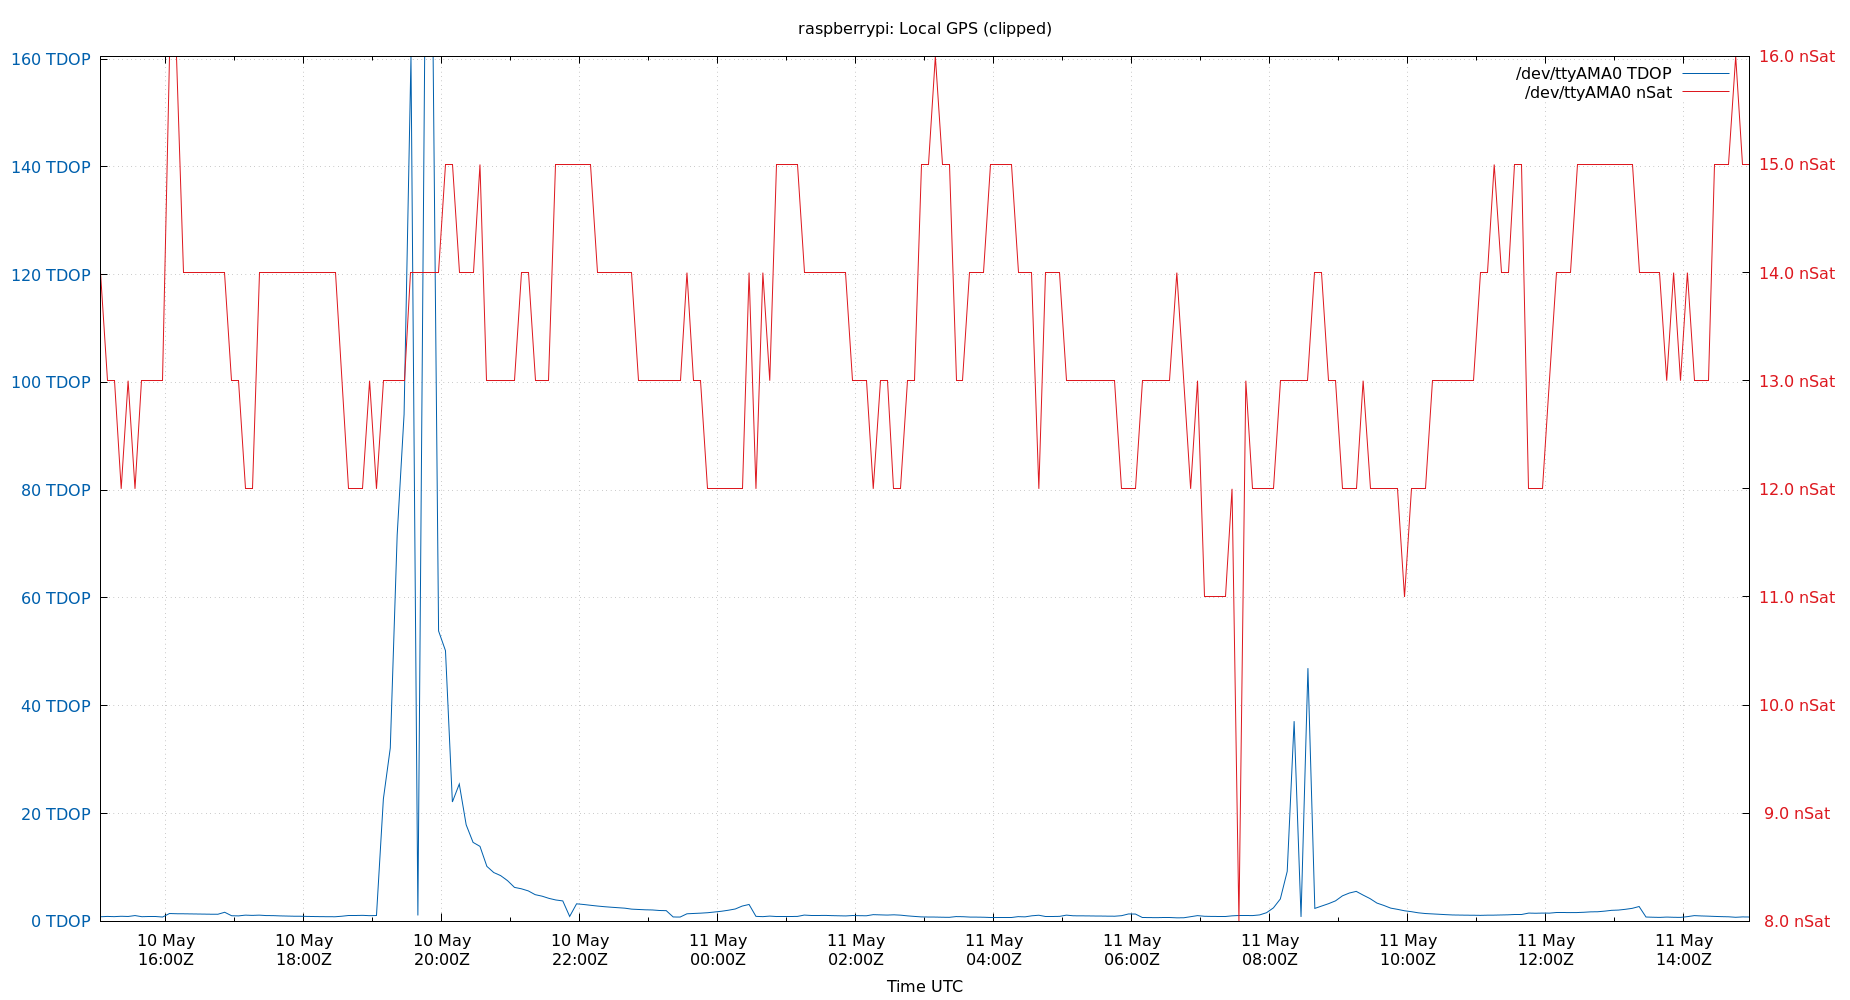 raspberrypi: Local GPS (clipped)
/dev/ttyAMA0 TDOP
/dev/ttyAMA0 nSat
160 TDOP
140 TDOP
120 TDOP
100 TDOP
80 TDOP
60 TDOP
40 TDOP
20 TDOP
0 TDOP
16.0 nSat
15.0 nSat
14.0 nSat
13.0 nSat
12.0 nSat
11.0 nSat
10.0 nSat
9.0 nSat
8.0 nSat
10 May
16:00Z
10 May
18:00Z
10 May
20:00Z
10 May
22:00Z
11 May
00:00Z
11 May
02:00Z
11 May
04:00Z
11 May
06:00Z
11 May
08:00Z
11 May
10:00Z
11 May
12:00Z
11 May
14:00Z
Time UTC